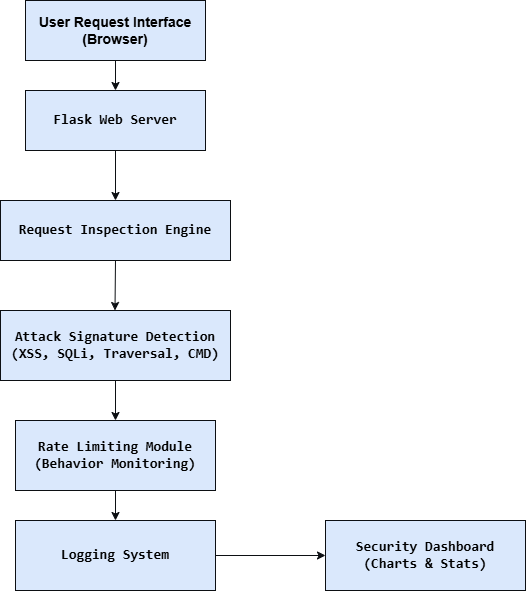 User Request Interface
(Browser)
Flask Web Server
Request Inspection Engine
Attack Signature Detection
(XSS, SQLi, Traversal, CMD)
Rate Limiting Module
(Behavior Monitoring)
Logging System
Security Dashboard
(Charts & Stats)